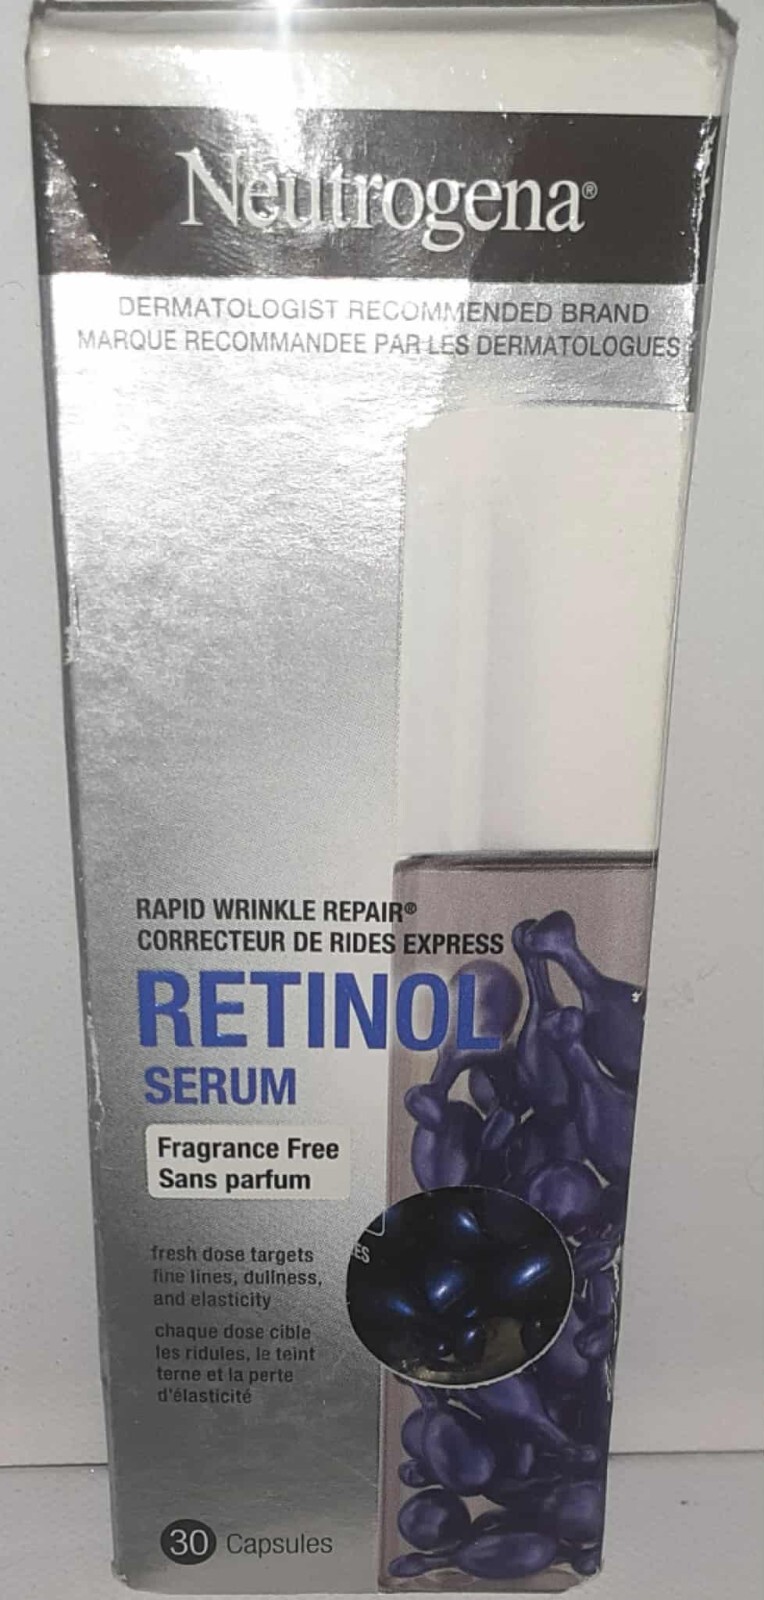 Neutrogena®
DERMATOLOGIST RECOMMENDED BRAND
MARQUE RECOMMANDEE PAR LES DERMATOLOGUES
RAPID WRINKLE REPAIR®
CORRECTEUR DE RIDES EXPRESS
RETINOL
SERUM
Fragrance Free
Sans parfum
fresh dose targets
fine lines, dullness,
and elasticity
chaque dose cible
les ridules, le teint
terne et la perte
d'élasticité
ES
30 Capsules